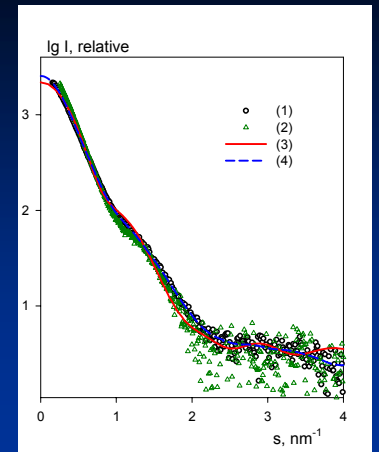 lg I, relative
3
2
1
(1)
(2)
(3)
(4)
0 1 2 3 4
s, nm⁻¹